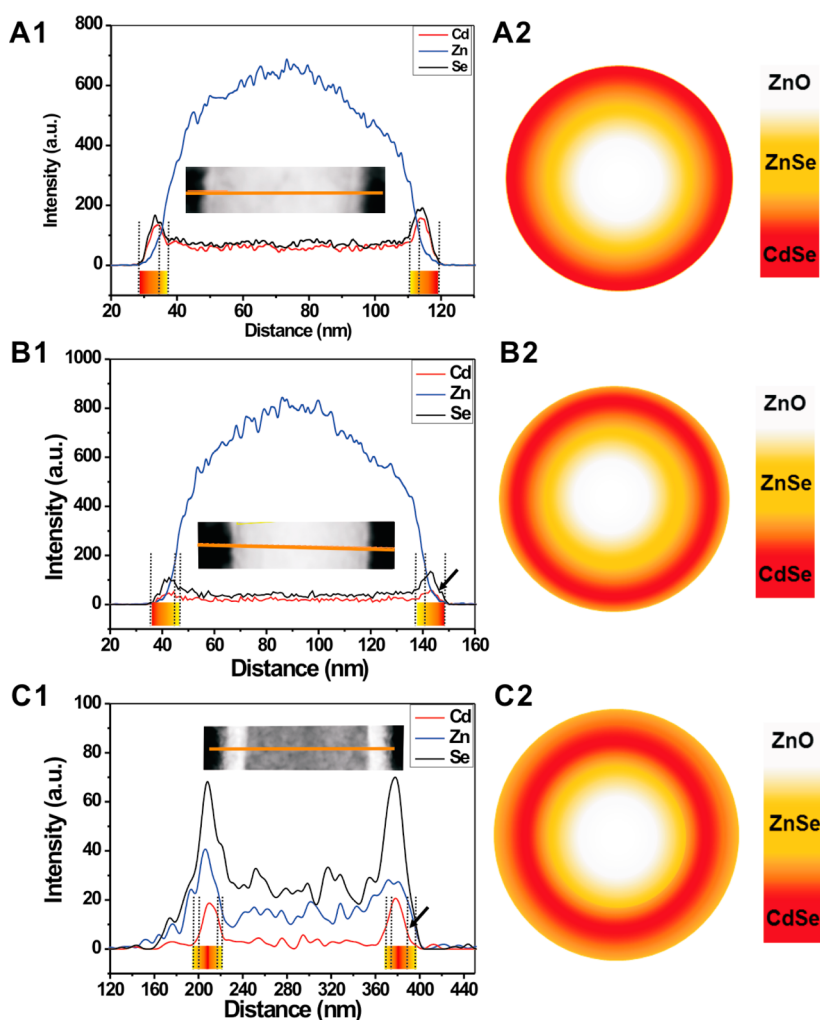 A1
A2
800
600
400
200
0
Intensity (a.u.)
Cd
Zn
Se
20 40 60 80 100 120
Distance (nm)
ZnO
ZnSe
CdSe
B1
B2
1000
800
600
400
200
0
Intensity (a.u.)
Cd
Zn
Se
20 40 60 80 100 120 140 160
Distance (nm)
ZnO
ZnSe
CdSe
C1
C2
100
80
60
40
20
0
Intensity (a.u.)
Cd
Zn
Se
120 160 200 240 280 320 360 400 440
Distance (nm)
ZnO
ZnSe
CdSe